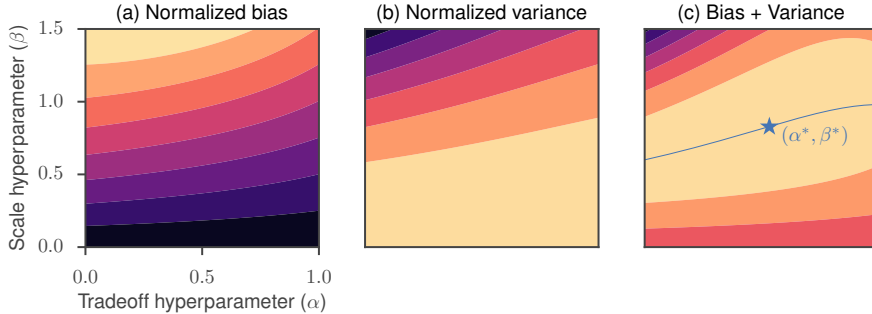 (a) Normalized bias
(b) Normalized variance
(c) Bias + Variance
Scale hyperparameter (β)
1.5
1.0
0.5
0.0
(α*, β*)
0.0
0.5
1.0
Tradeoff hyperparameter (α)